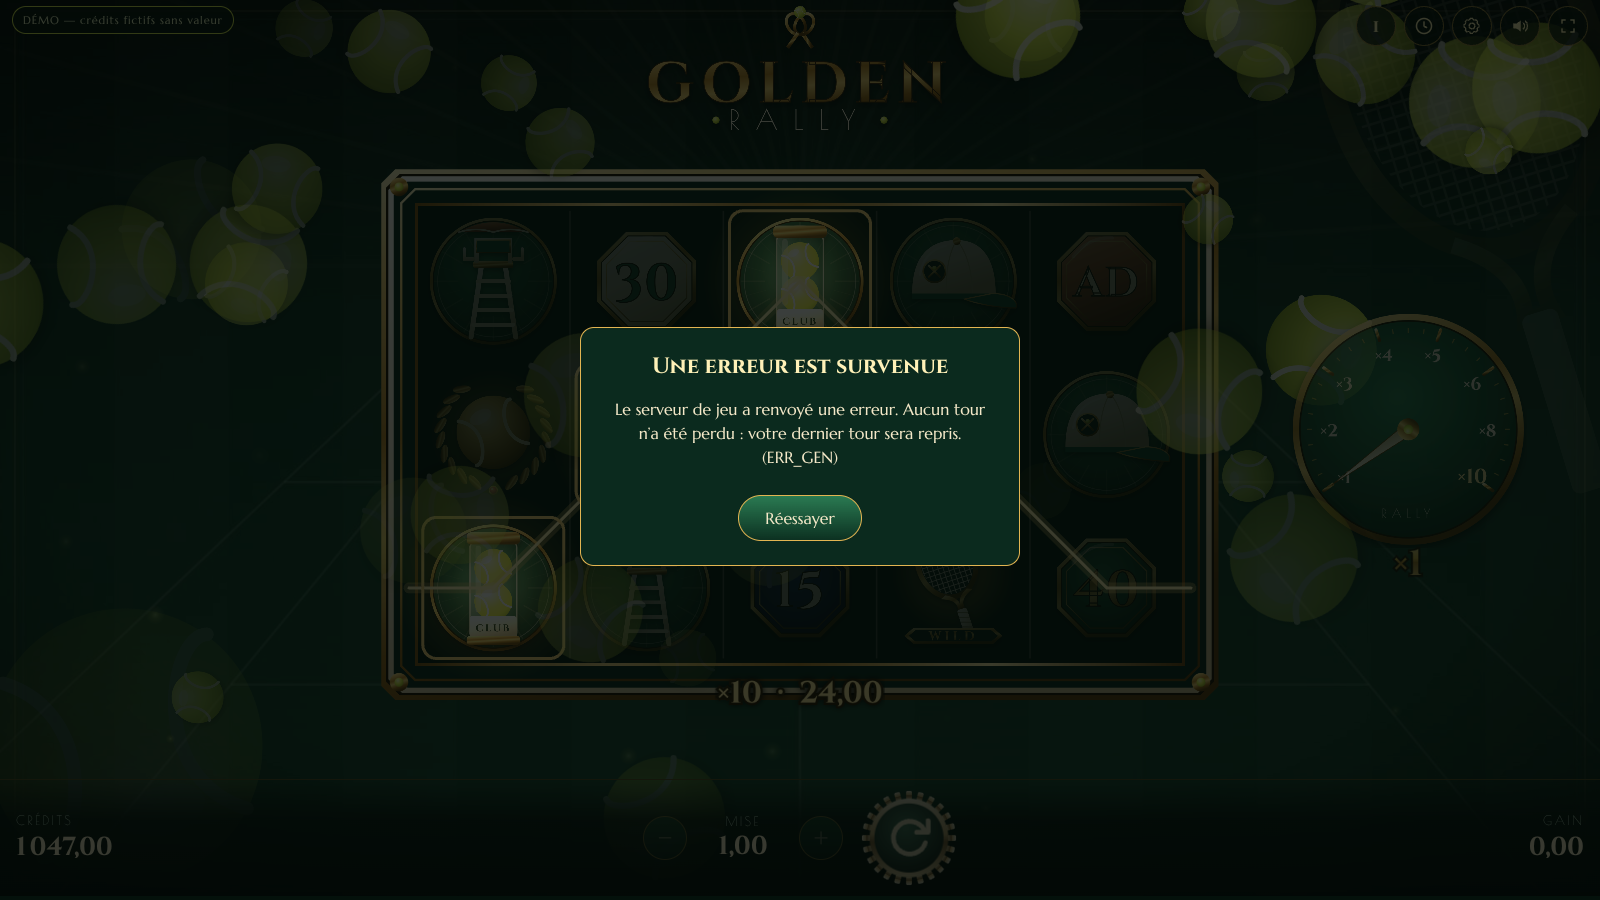 DÉMO — crédits fictifs sans valeur
GOLDEN
RALLY
30
CLUB
AD
×4 ×5
×3 ×6
×2 ×8
×1 ×10
RALLY
×1
Une erreur est survenue
Le serveur de jeu a renvoyé une erreur. Aucun tour
n'a été perdu : votre dernier tour sera repris.
(ERR_GEN)
Réessayer
CLUB
15
WILD
40
×10 · 24,00
CRÉDITS
1 047,00
MISE
1,00
GAIN
0,00